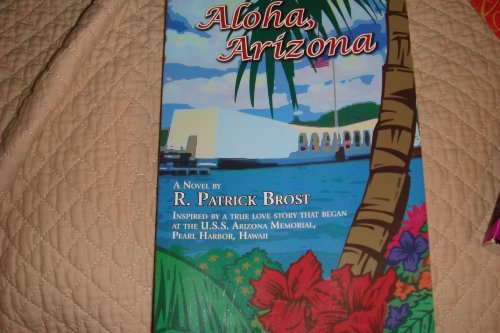 Aloha,
Arizona
A Novel by
R. Patrick Brost
Inspired by a true love story that began
at the U.S.S. Arizona Memorial,
Pearl Harbor, Hawaii